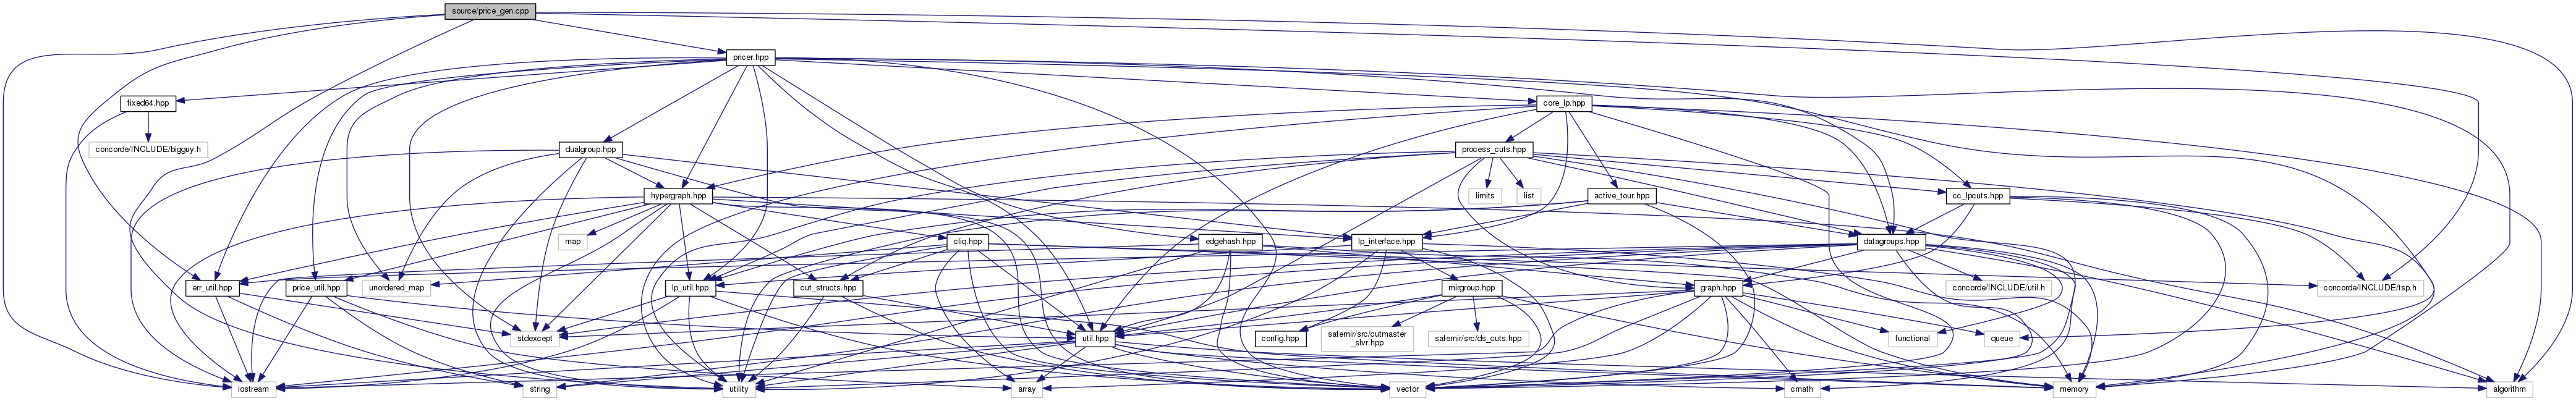 source/price_gen.cpp
pricer.hpp
fixed64.hpp
core_lp.hpp
concorde/INCLUDE/bigguy.h
dualgroup.hpp
process_cuts.hpp
hypergraph.hpp
limits
list
active_tour.hpp
cc_lpcuts.hpp
map
cliq.hpp
edgehash.hpp
lp_interface.hpp
datagroups.hpp
err_util.hpp
price_util.hpp
unordered_map
lp_util.hpp
cut_structs.hpp
mirgroup.hpp
graph.hpp
concorde/INCLUDE/util.h
concorde/INCLUDE/tsp.h
stdexcept
util.hpp
config.hpp
safemir/src/cutmaster
_slvr.hpp
safemir/src/ds_cuts.hpp
functional
queue
iostream
string
utility
array
vector
cmath
memory
algorithm